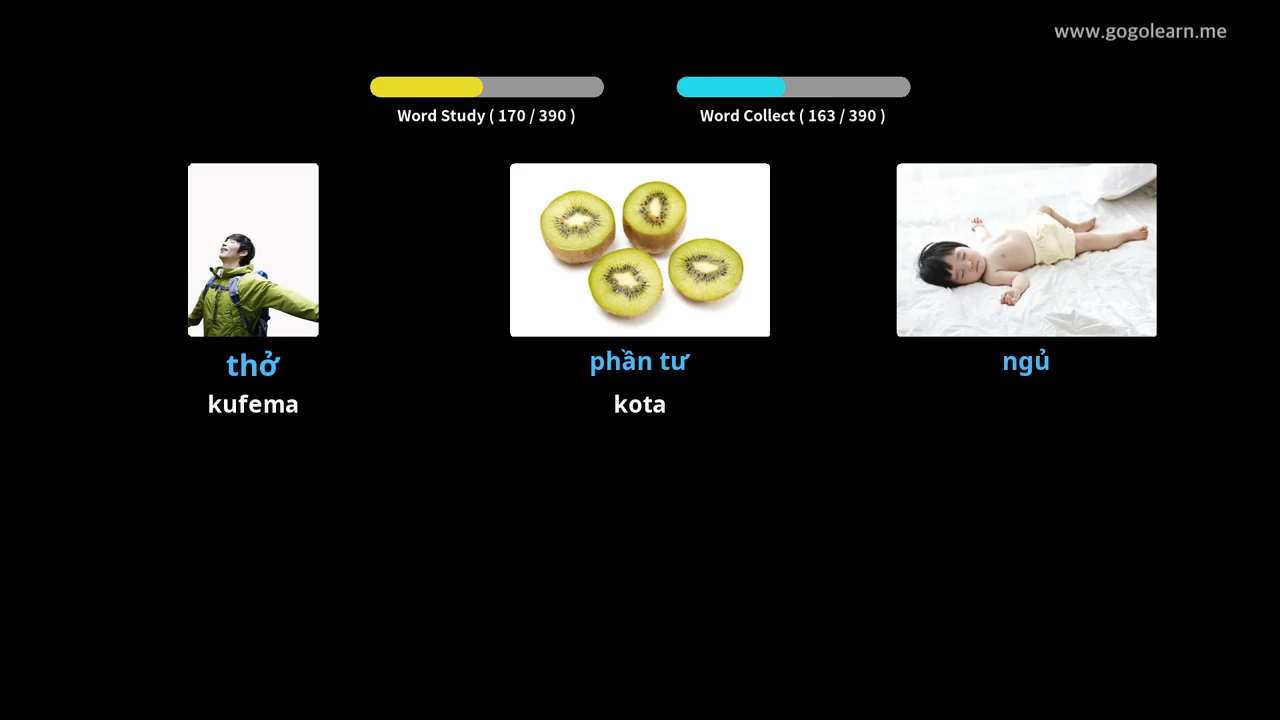 www.gogolearn.me
Word Study ( 170 / 390 )
Word Collect ( 163 / 390 )
thở
kufema
phần tư
kota
ngủ